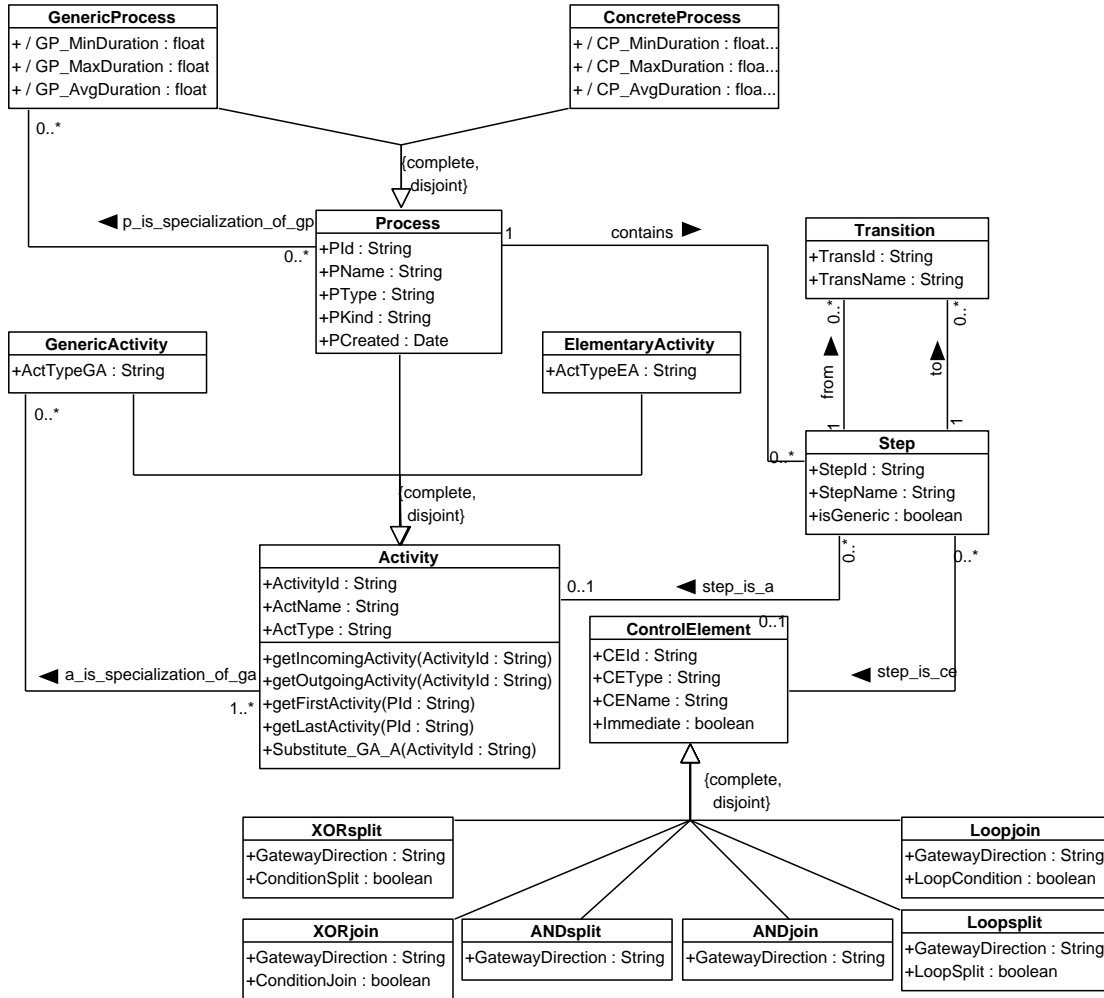 GenericProcess
+ / GP_MinDuration : float
+ / GP_MaxDuration : float
+ / GP_AvgDuration : float
ConcreteProcess
+ / CP_MinDuration : float...
+ / CP_MaxDuration : floa...
+ / CP_AvgDuration : floa...
0..*
{complete,
disjoint}
p_is_specialization_of_gp
0..*
Process
+PId : String
+PName : String
+PType : String
+PKind : String
+PCreated : Date
1
contains
Transition
+TransId : String
+TransName : String
0..*
0..*
from
to
1
1
GenericActivity
+ActTypeGA : String
0..*
ElementaryActivity
+ActTypeEA : String
0..*
Step
+StepId : String
+StepName : String
+isGeneric : boolean
{complete,
disjoint}
0..*
0..*
Activity
+ActivityId : String
+ActName : String
+ActType : String
+getIncomingActivity(ActivityId : String)
+getOutgoingActivity(ActivityId : String)
+getFirstActivity(PId : String)
+getLastActivity(PId : String)
+Substitute_GA_A(ActivityId : String)
0..1
step_is_a
a_is_specialization_of_ga
1..*
0..1
ControlElement
+CEId : String
+CEType : String
+CEName : String
+Immediate : boolean
step_is_ce
{complete,
disjoint}
XORsplit
+GatewayDirection : String
+ConditionSplit : boolean
Loopjoin
+GatewayDirection : String
+LoopCondition : boolean
XORjoin
+GatewayDirection : String
+ConditionJoin : boolean
ANDsplit
+GatewayDirection : String
ANDjoin
+GatewayDirection : String
Loopsplit
+GatewayDirection : String
+LoopSplit : boolean